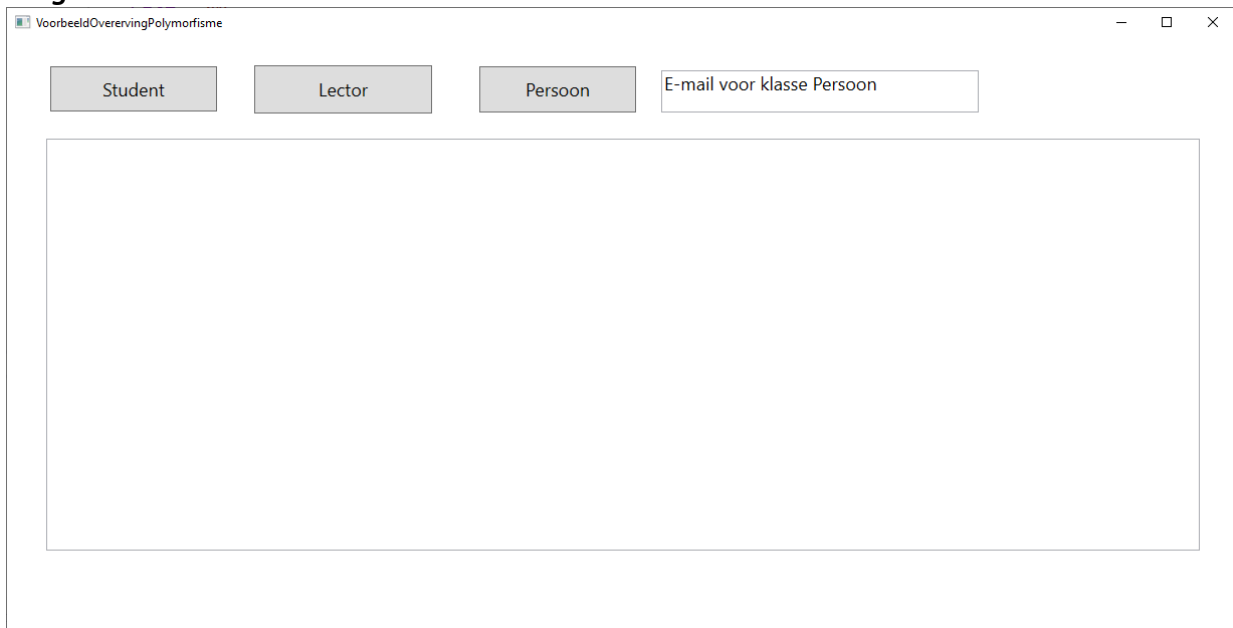 VoorbeeldOverervingPolymorfisme
Student
Lector
Persoon
E-mail voor klasse Persoon